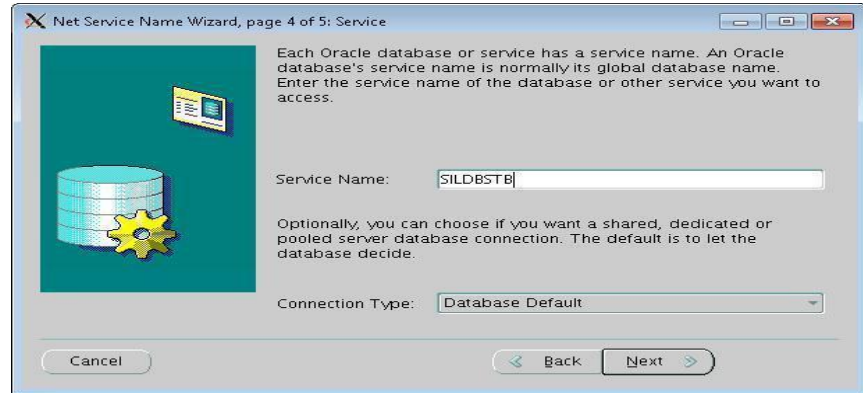 Net Service Name Wizard, page 4 of 5: Service
Each Oracle database or service has a service name. An Oracle
database's service name is normally its global database name.
Enter the service name of the database or other service you want to
access.
Service Name:
SILDBSTB
Optionally, you can choose if you want a shared, dedicated or
pooled server database connection. The default is to let the
database decide.
Connection Type:
Database Default
Cancel
Back
Next